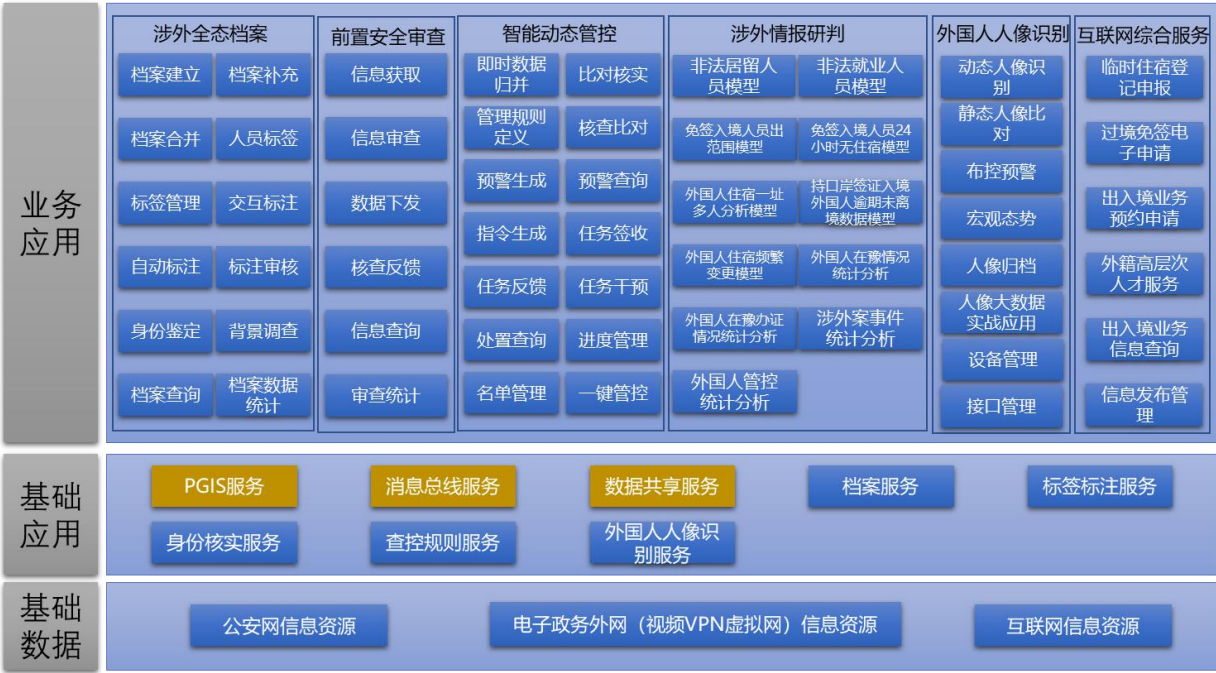 业务
应用
涉外全态档案
档案建立
档案补充
档案合并
人员标签
标签管理
交互标注
自动标注
标注审核
身份鉴定
背景调查
档案查询
档案数据
统计
前置安全审查
信息获取
信息审查
数据下发
核查反馈
信息查询
审查统计
智能动态管控
即时数据
归并
比对核实
管理规则
定义
核查比对
预警生成
预警查询
指令生成
任务签收
任务反馈
任务干预
处置查询
进度管理
名单管理
一键管控
涉外情报研判
非法居留人
员模型
非法就业人
员模型
免签入境人员出
范围模型
免签入境人员24
小时无住宿模型
外国人住宿一址
多人分析模型
持口岸签证入境
外国人逾期未离
境数据模型
外国人住宿频繁
变更模型
外国人在豫情况
统计分析
外国人在豫办证
情况统计分析
涉外案事件
统计分析
外国人管控
统计分析
外国人人像识别
动态人像识
别
静态人像比
对
布控预警
宏观态势
人像归档
人像大数据
实战应用
设备管理
接口管理
互联网综合服务
临时住宿登
记申报
过境免签电
子申请
出入境业务
预约申请
外籍高层次
人才服务
出入境业务
信息查询
信息发布管
理
基础
应用
PGIS服务
消息总线服务
数据共享服务
档案服务
标签标注服务
身份核实服务
查控规则服务
外国人人像识
别服务
基础
数据
公安网信息资源
电子政务外网（视频VPN虚拟网）信息资源
互联网信息资源